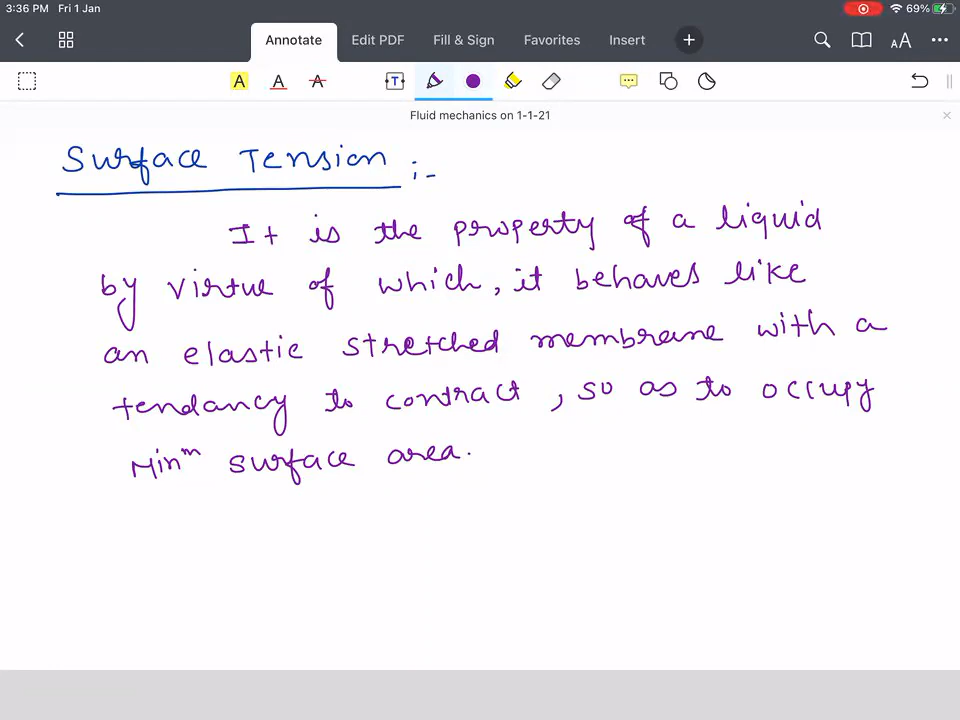 3:36 PM Fri 1 Jan 69%
Annotate Edit PDF Fill & Sign Favorites Insert
A A A T
Fluid mechanics on 1-1-21
Surface Tension :-
It is the property of a liquid
by virtue of which, it behaves like
an elastic stretched membrane with a
tendancy to contract, so as to occupy
Minᵐ surface area.